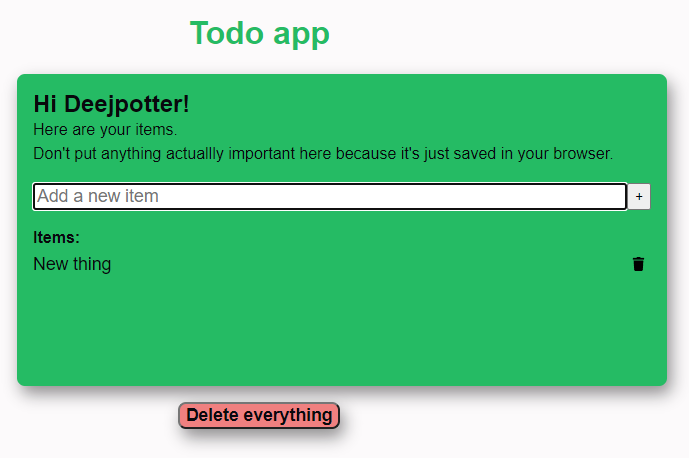 Todo app
Hi Deejpotter!
Here are your items.
Don't put anything actuallly important here because it's just saved in your browser.
Add a new item +
Items:
New thing
Delete everything